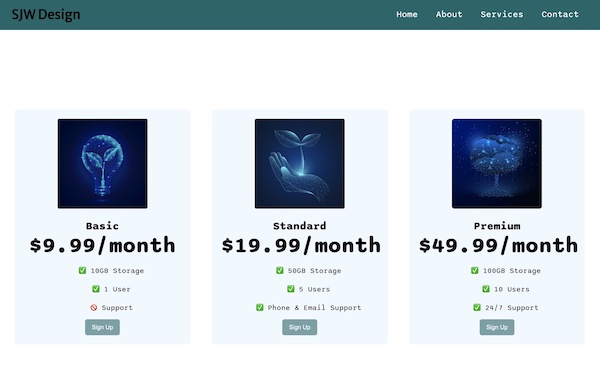 SJW Design
Home About Services Contact
Basic
$9.99/month
✅ 10GB Storage
✅ 1 User
🚫 Support
Sign Up
Standard
$19.99/month
✅ 50GB Storage
✅ 5 Users
✅ Phone & Email Support
Sign Up
Premium
$49.99/month
✅ 100GB Storage
✅ 10 Users
✅ 24/7 Support
Sign Up